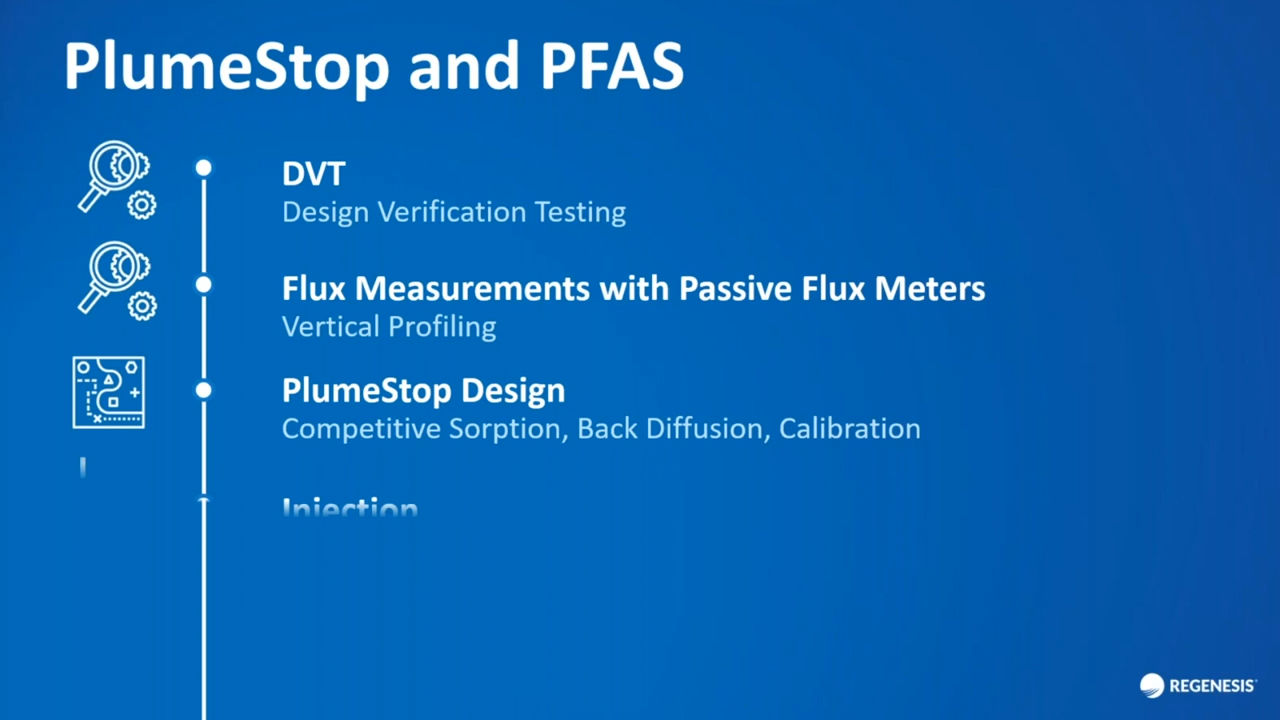 PlumeStop and PFAS
DVT
Design Verification Testing
Flux Measurements with Passive Flux Meters
Vertical Profiling
PlumeStop Design
Competitive Sorption, Back Diffusion, Calibration
Injection
REGENESIS